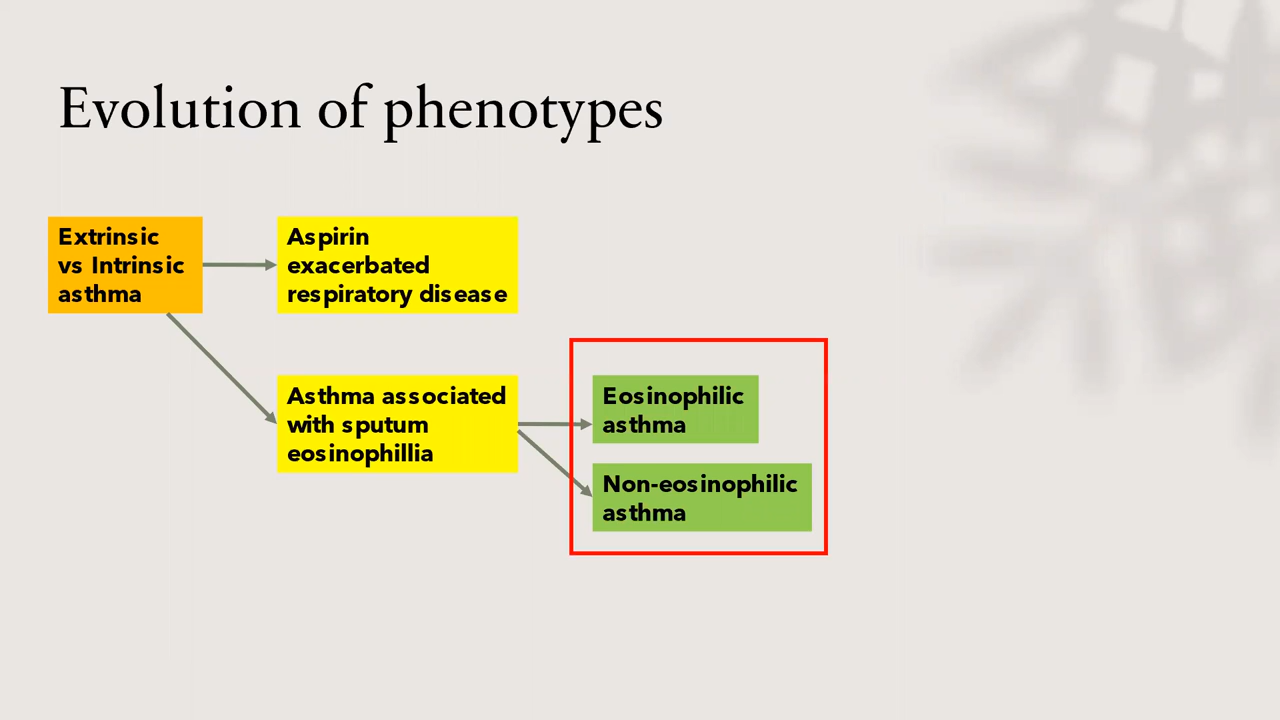 Evolution of phenotypes
Extrinsic
vs Intrinsic
asthma
Aspirin
exacerbated
respiratory disease
Asthma associated
with sputum
eosinophillia
Eosinophilic
asthma
Non-eosinophilic
asthma